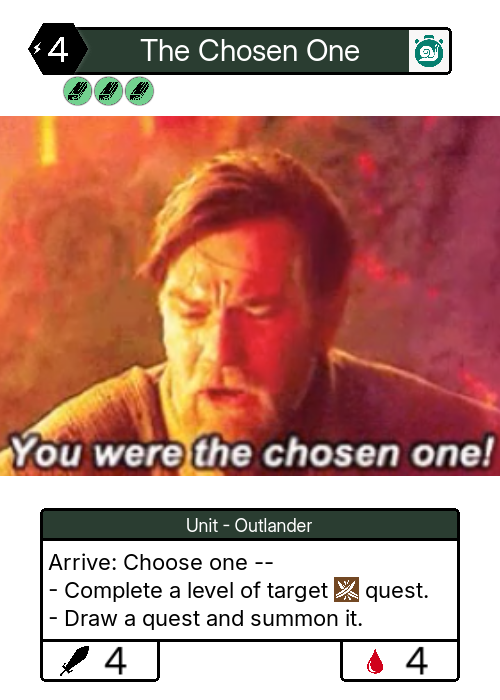 4
The Chosen One
You were the chosen one!
Unit - Outlander
Arrive: Choose one --
- Complete a level of target quest.
- Draw a quest and summon it.
4
4